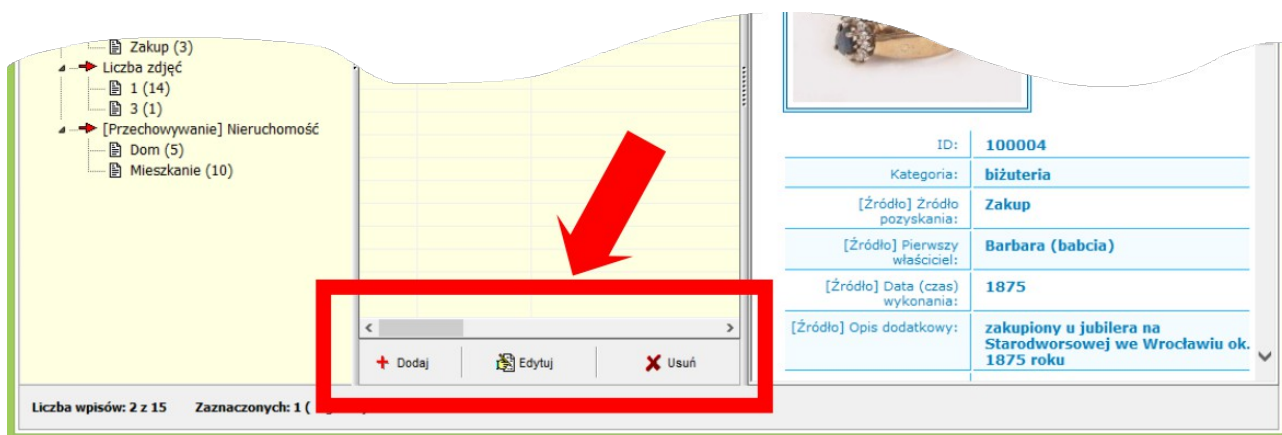 Zakup (3)
Liczba zdjęć
1 (14)
3 (1)
[Przechowywanie] Nieruchomość
Dom (5)
Mieszkanie (10)
Dodaj
Edytuj
Usuń
Liczba wpisów: 2 z 15 Zaznaczonych: 1 (
ID: 100004
Kategoria: biżuteria
[Źródło] Źródło
pozyskania:
Zakup
[Źródło] Pierwszy
właściciel:
Barbara (babcia)
[Źródło] Data (czas)
wykonania:
1875
[Źródło] Opis dodatkowy:
zakupiony u jubilera na
Starodworsowej we Wrocławiu ok.
1875 roku